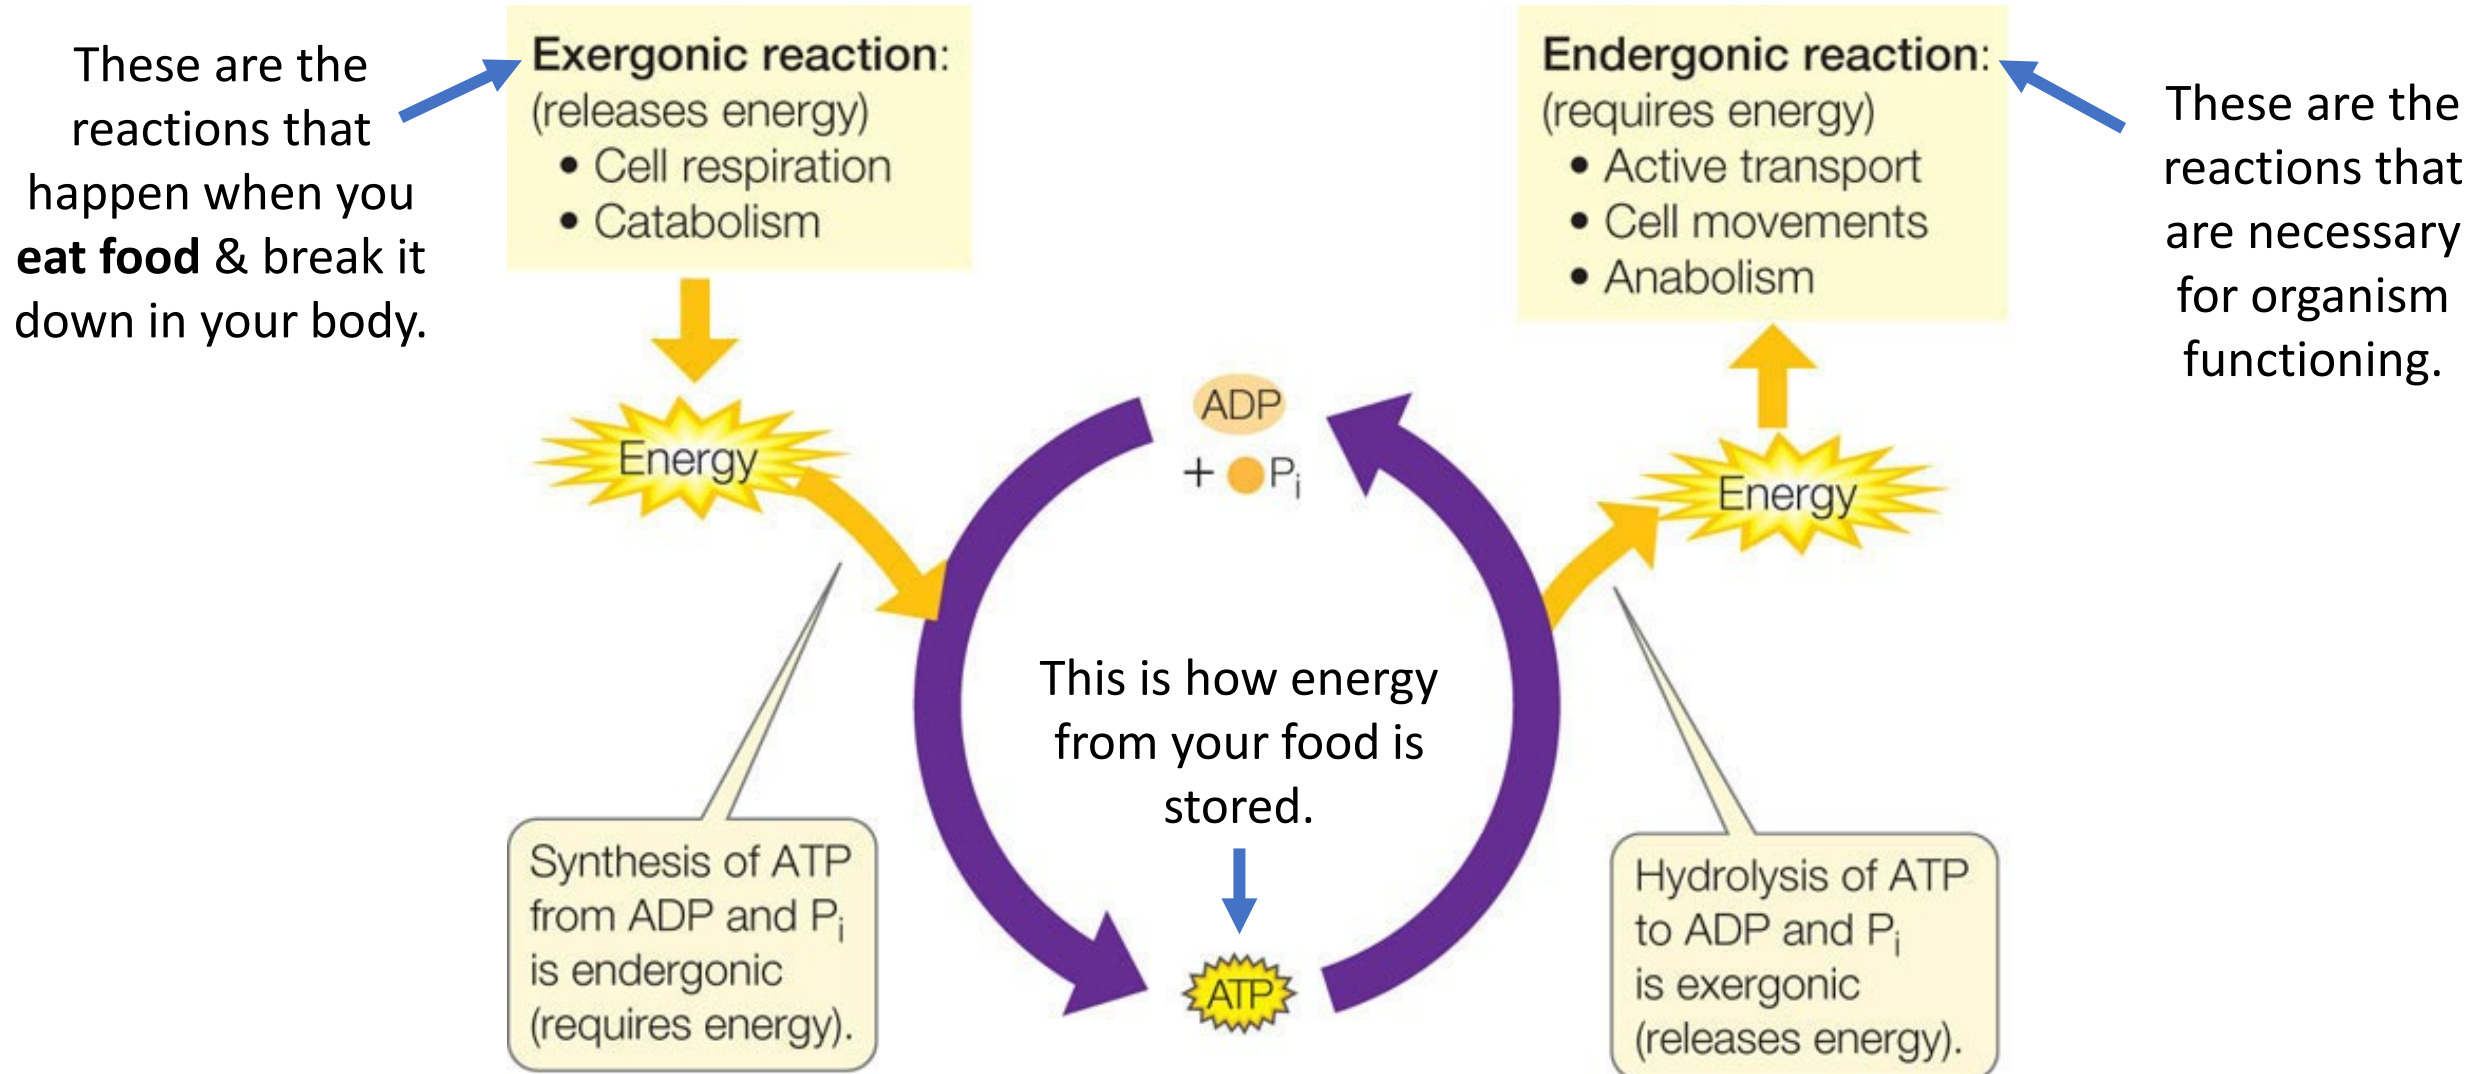 These are the
reactions that
happen when you
eat food & break it
down in your body.
Exergonic reaction:
(releases energy)
• Cell respiration
• Catabolism
Endergonic reaction:
(requires energy)
• Active transport
• Cell movements
• Anabolism
These are the
reactions that
are necessary
for organism
functioning.
Energy
ADP
+ Pi
Energy
This is how energy
from your food is
stored.
ATP
Synthesis of ATP
from ADP and Pi
is endergonic
(requires energy).
Hydrolysis of ATP
to ADP and Pi
is exergonic
(releases energy).